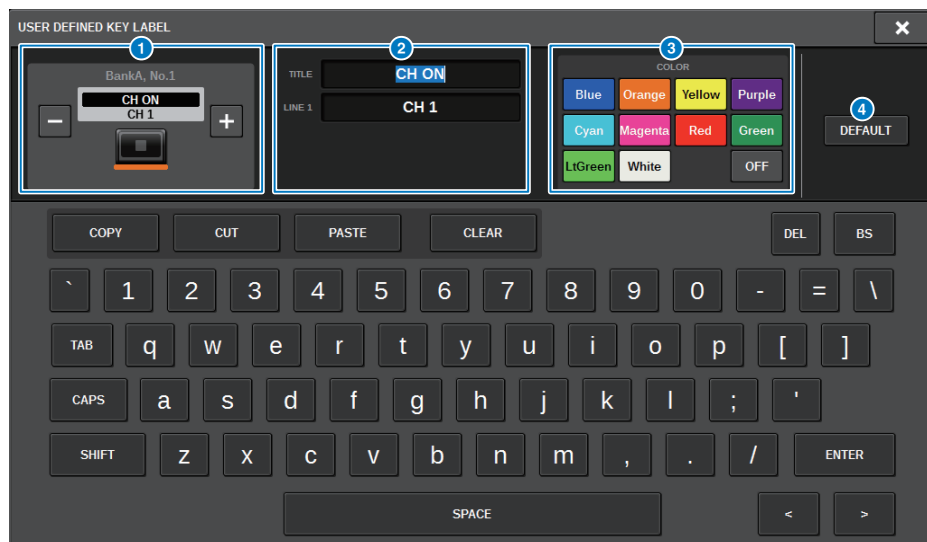 USER DEFINED KEY LABEL
×
1
2
3
4
BankA, No.1
CH ON
CH 1
−
+
TITLE
CH ON
LINE 1
CH 1
COLOR
Blue Orange Yellow Purple
Cyan Magenta Red Green
LtGreen White OFF
DEFAULT
COPY CUT PASTE CLEAR DEL BS
` 1 2 3 4 5 6 7 8 9 0 - = \
TAB q w e r t y u i o p [ ]
CAPS a s d f g h j k l ; '
SHIFT z x c v b n m , . / ENTER
SPACE < >